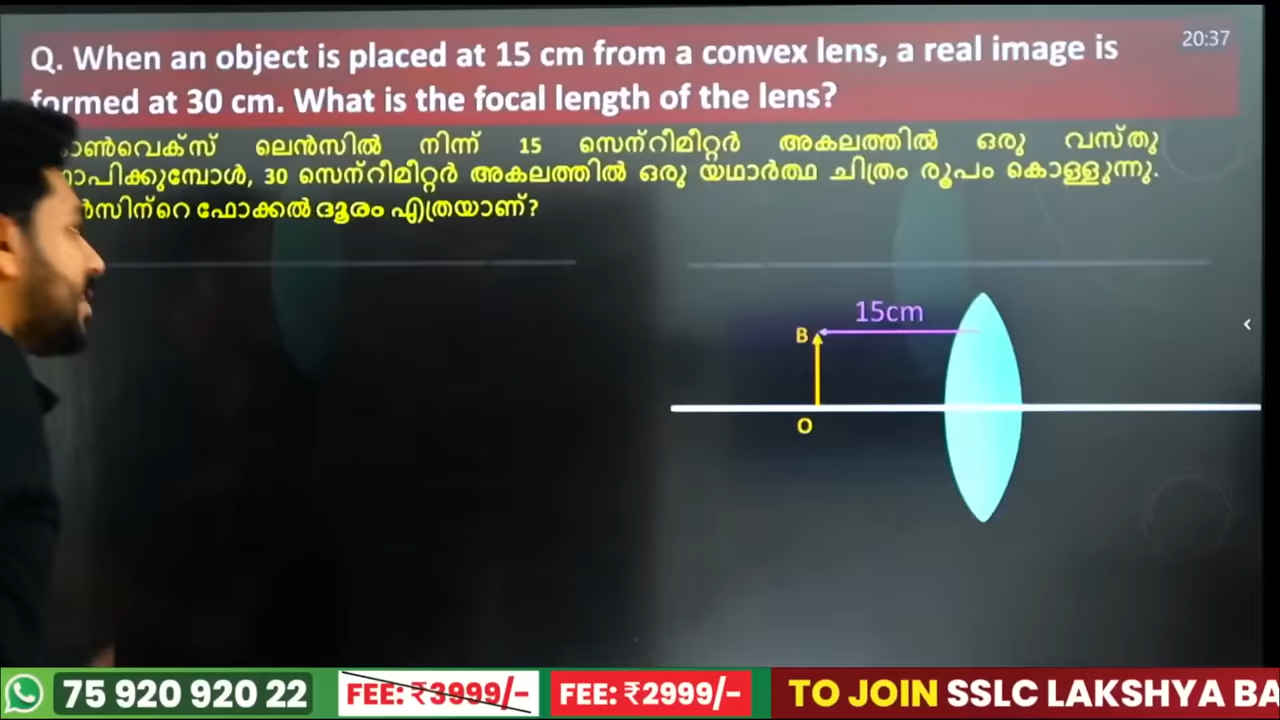 20:37
Q. When an object is placed at 15 cm from a convex lens, a real image is
formed at 30 cm. What is the focal length of the lens?
ലെൻസിൽ നിന്ന് 15 സെന്റീമീറ്റർ അകലത്തിൽ ഒരു വസ്തു
30 സെന്റീമീറ്റർ അകലത്തിൽ ഒരു യഥാർത്ഥ ചിത്രം രൂപം കൊള്ളുന്നു.
ഫോക്കൽ ദൂരം എത്രയാണ്?
15cm
B
O
75 920 920 22 FEE: ₹3999/- FEE: ₹2999/- TO JOIN SSLC LAKSHYA